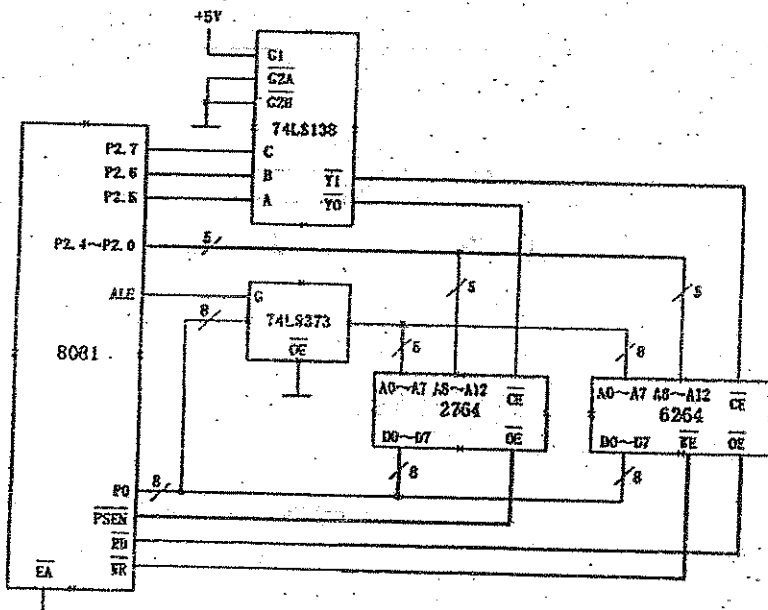 +5V
G1
G2A
G2B
74LS138
P2.7
C
P2.6
B
Y1
P2.5
A
Y0
P2.4~P2.0
5
ALE
G
8
74LS373
5
5
OE
8031
5
8
A0~A7 A8~A12
CE
2764
D0~D7
OE
A0~A7 A8~A12
CE
6264
D0~D7
WE
OE
8
8
P0
8
PSEN
RD
WR
EA